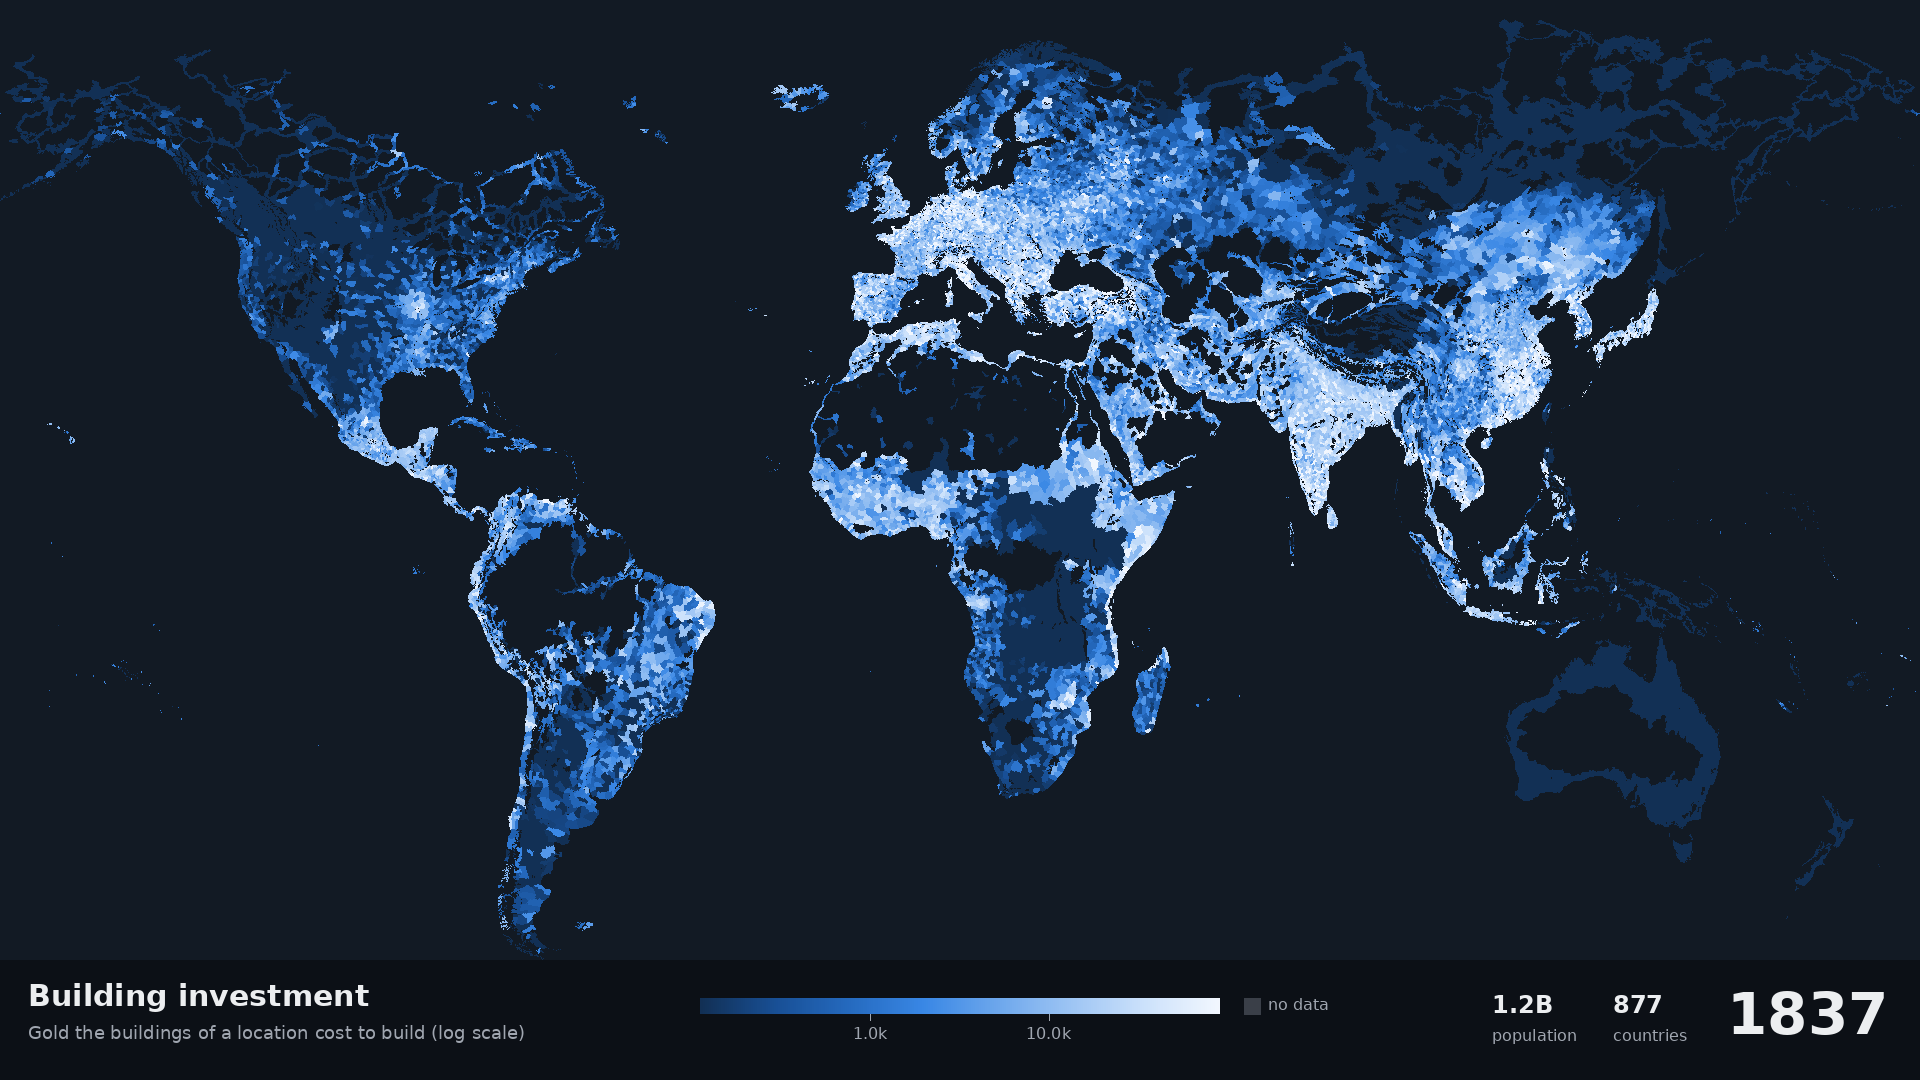 Building investment
Gold the buildings of a location cost to build (log scale)
1.0k
10.0k
no data
1.2B
population
877
countries
1837